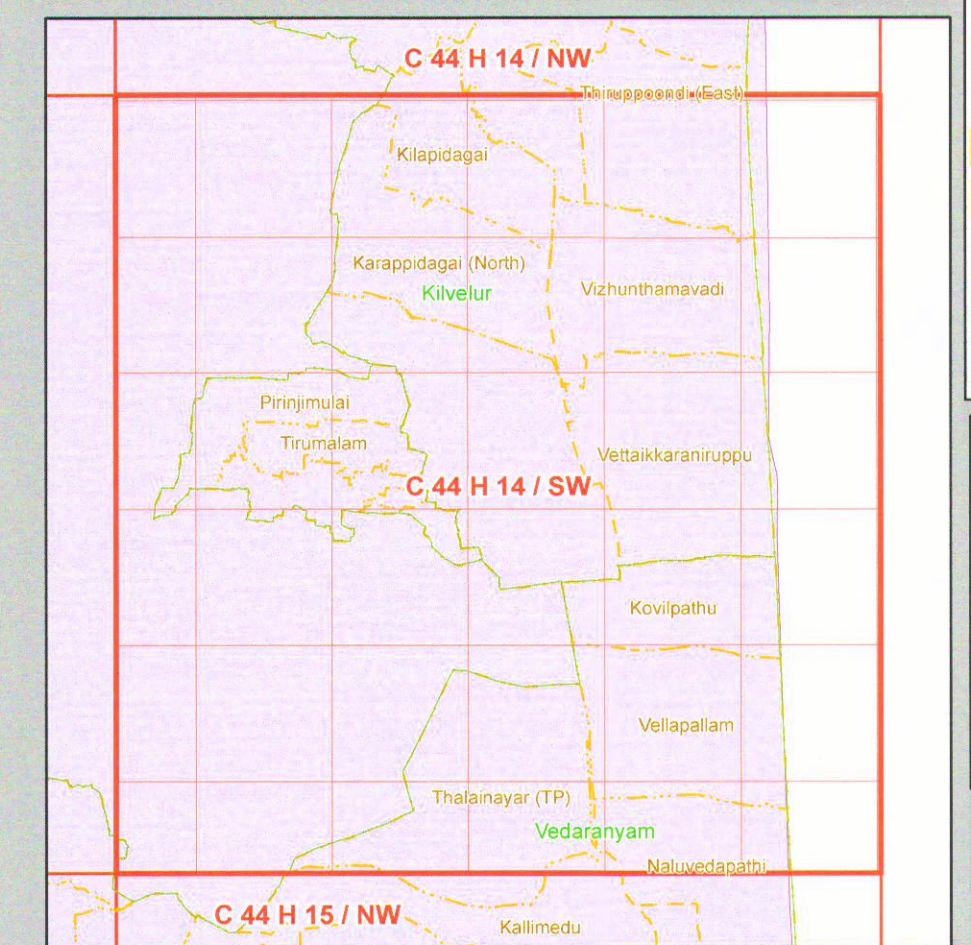 C 44 H 14 / NW
Thiruppoondi (East)
Kilapidagai
Karappidagai (North)
Kilvelur
Vizhunthamavadi
Pirinjimulai
Tirumalam
Vettaikkaraniruppu
C 44 H 14 / SW
Kovilpathu
Vellapallam
Thalainayar (TP)
Vedaranyam
Naluvedapathi
C 44 H 15 / NW
Kallimedu